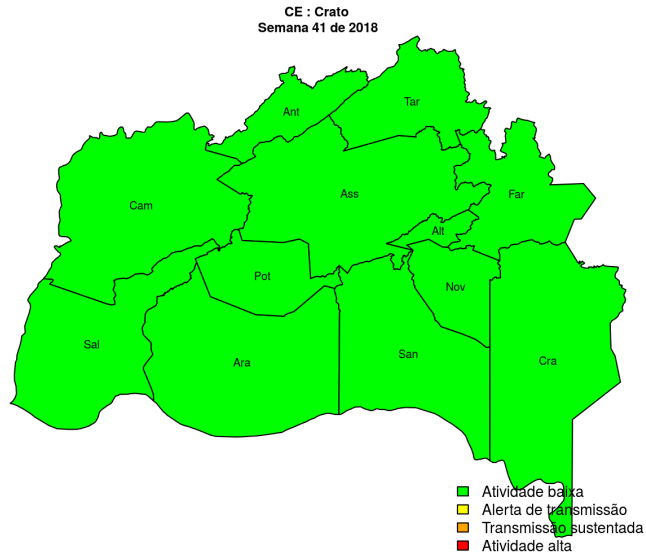 CE : Crato
Semana 41 de 2018
Tar
Ant
Ass
Far
Cam
Alt
Pot
Nov
Sal
San
Ara
Cra
Atividade baixa
Alerta de transmissão
Transmissão sustentada
Atividade alta